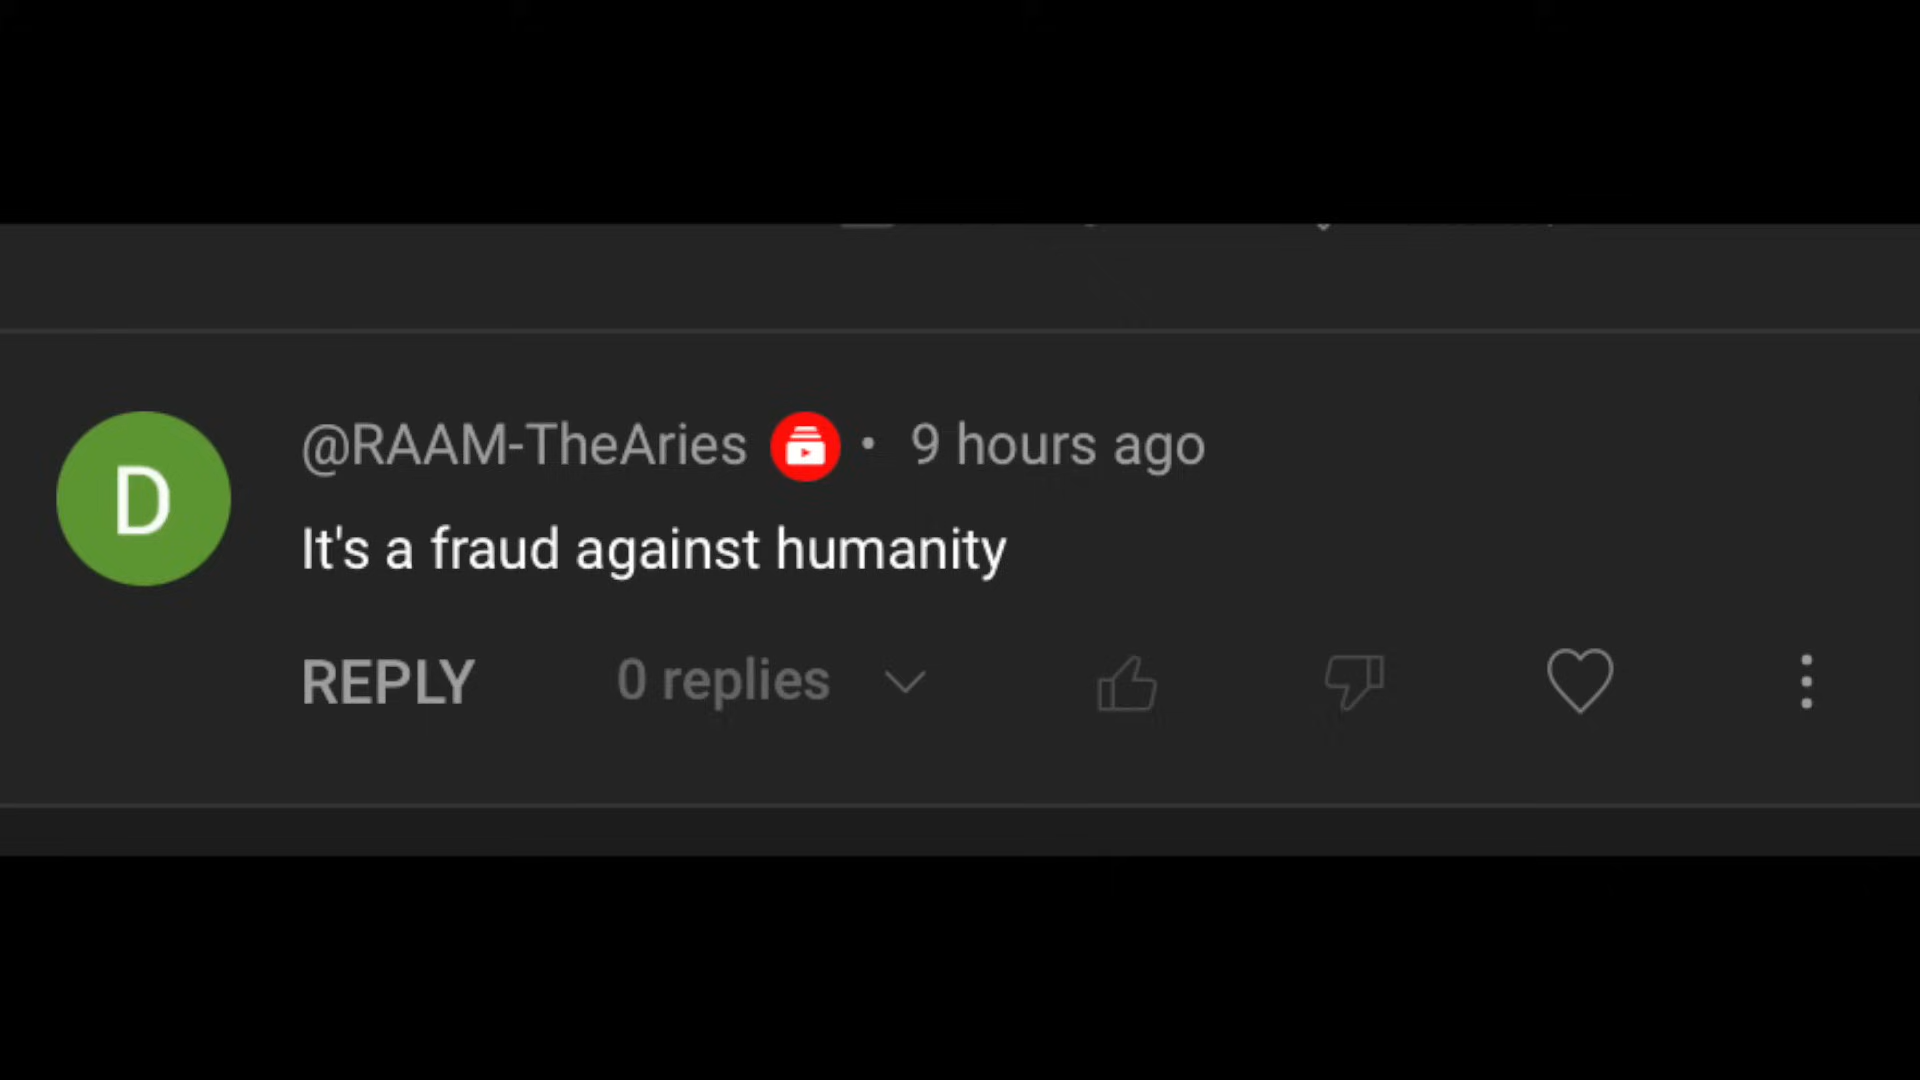 D
@RAAM-TheAries • 9 hours ago
It's a fraud against humanity
REPLY 0 replies